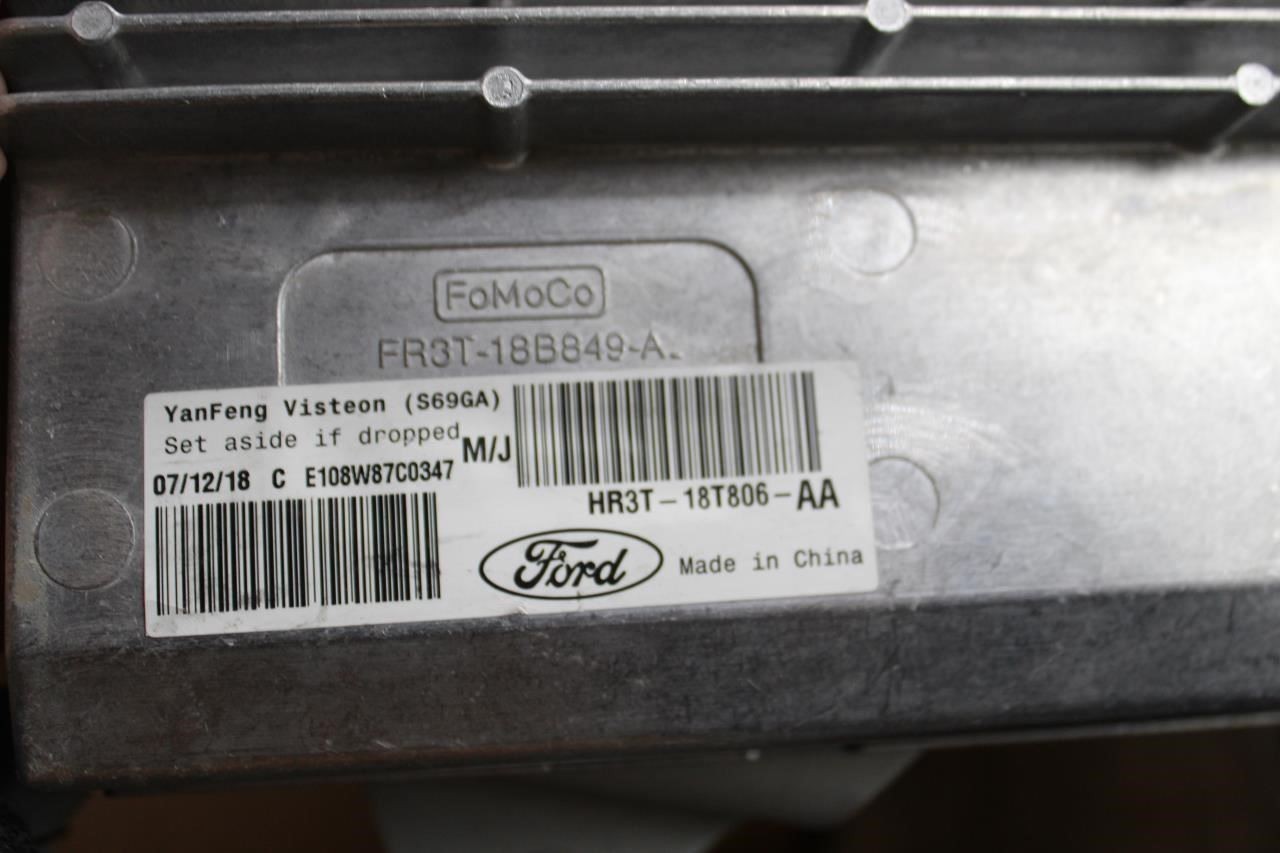 FoMoCo
FR3T-18B849-A
YanFeng Visteon (S69GA)
Set aside if dropped
M/J
07/12/18 C E108W87C0347
HR3T-18T806-AA
Ford
Made in China